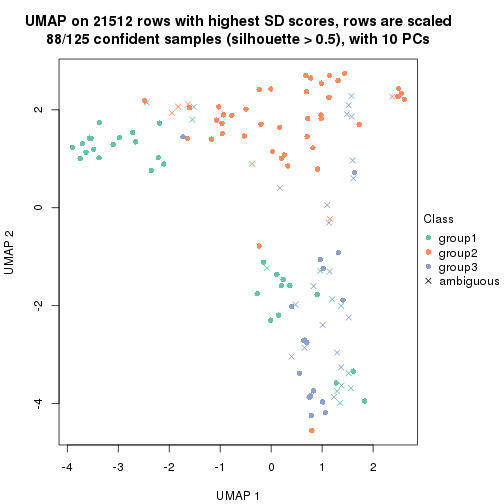 UMAP on 21512 rows with highest SD scores, rows are scaled
88/125 confident samples (silhouette > 0.5), with 10 PCs
2
0
-2
-4
UMAP 2
-4 -3 -2 -1 0 1 2
UMAP 1
Class
group1
group2
group3
ambiguous